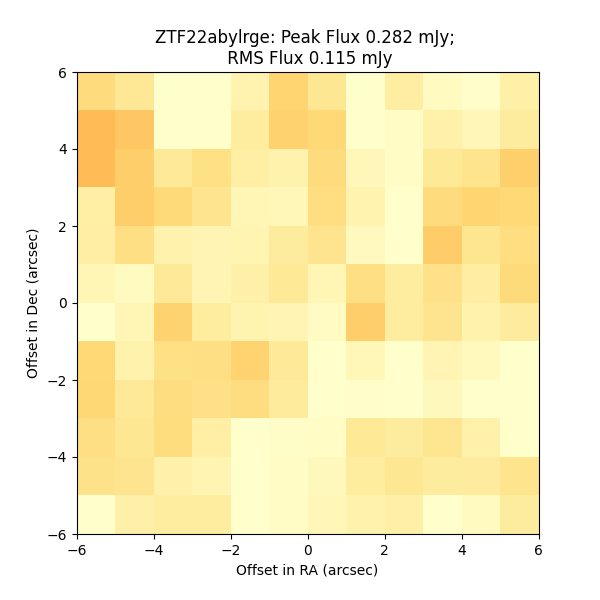 ZTF22abylrge: Peak Flux 0.282 mJy;
RMS Flux 0.115 mJy
6
4
2
0
−2
−4
−6
Offset in Dec (arcsec)
−6 −4 −2 0 2 4 6
Offset in RA (arcsec)